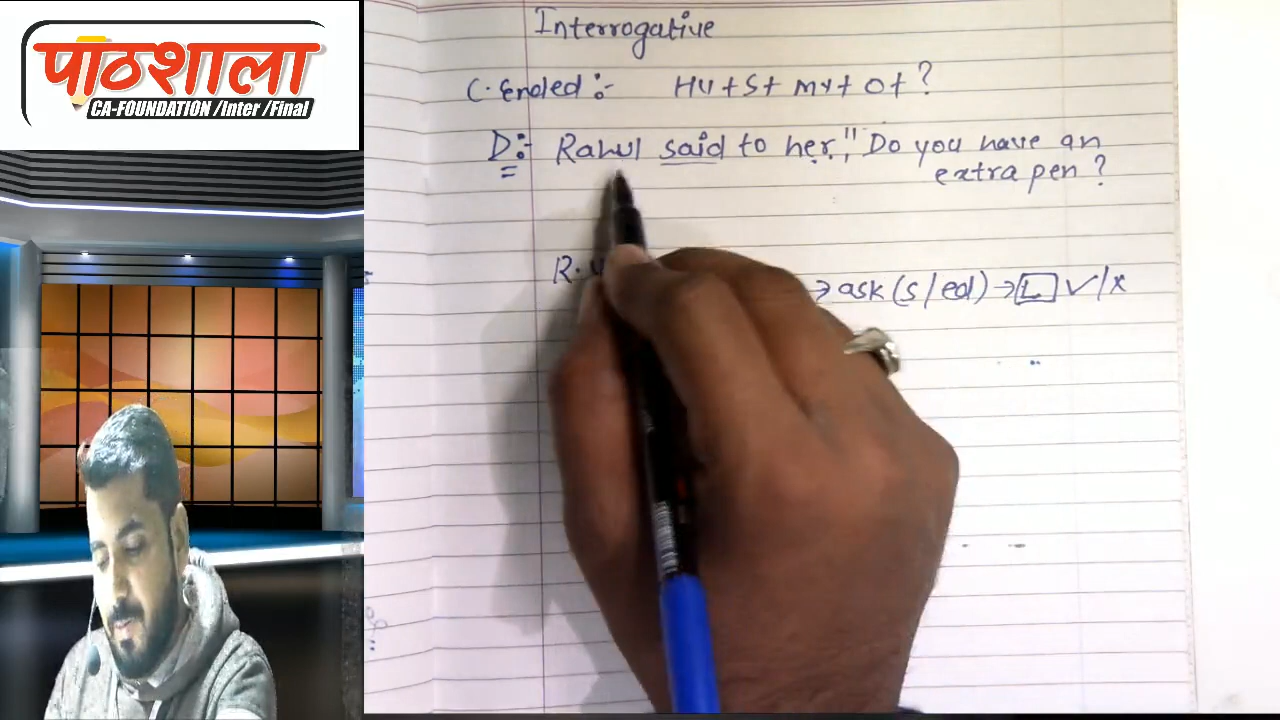 पाठशाला
CA-FOUNDATION /Inter /Final
Interrogative
C. Ended :- HV + S + MV + O + ?
D:- Rahul said to her, "Do you have an
extra pen ?
R.
→ ask (s/ed) → L ✓/x